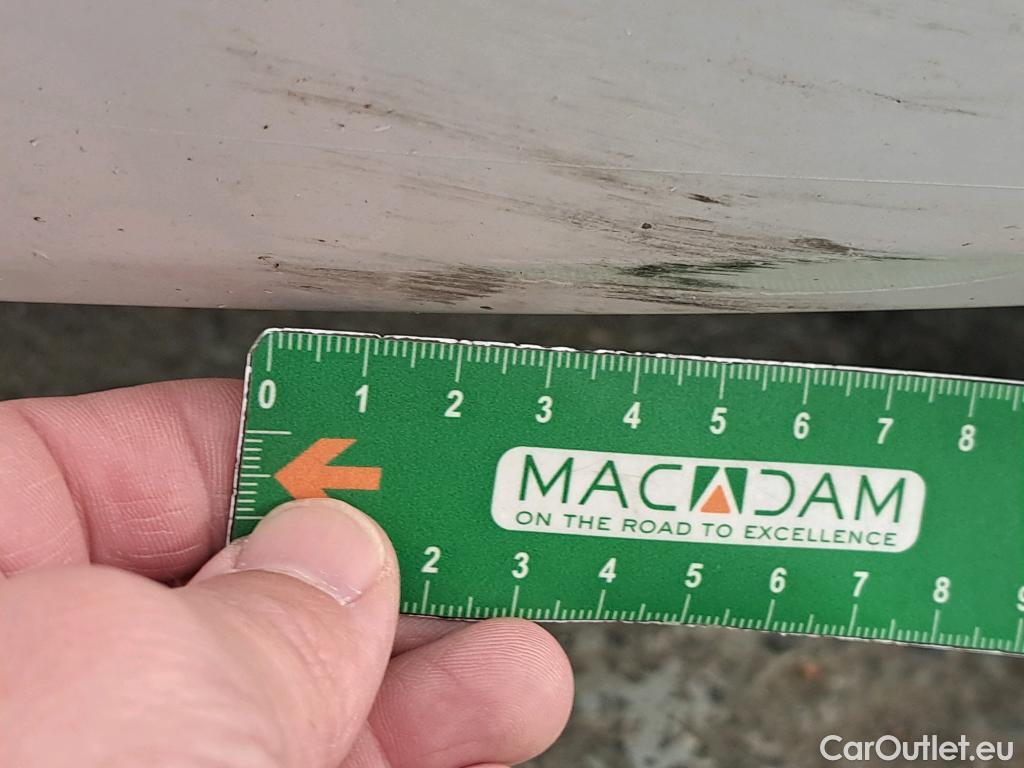 0 1 2 3 4 5 6 7 8
MACADAM
ON THE ROAD TO EXCELLENCE
2 3 4 5 6 7 8 9
CarOutlet.eu